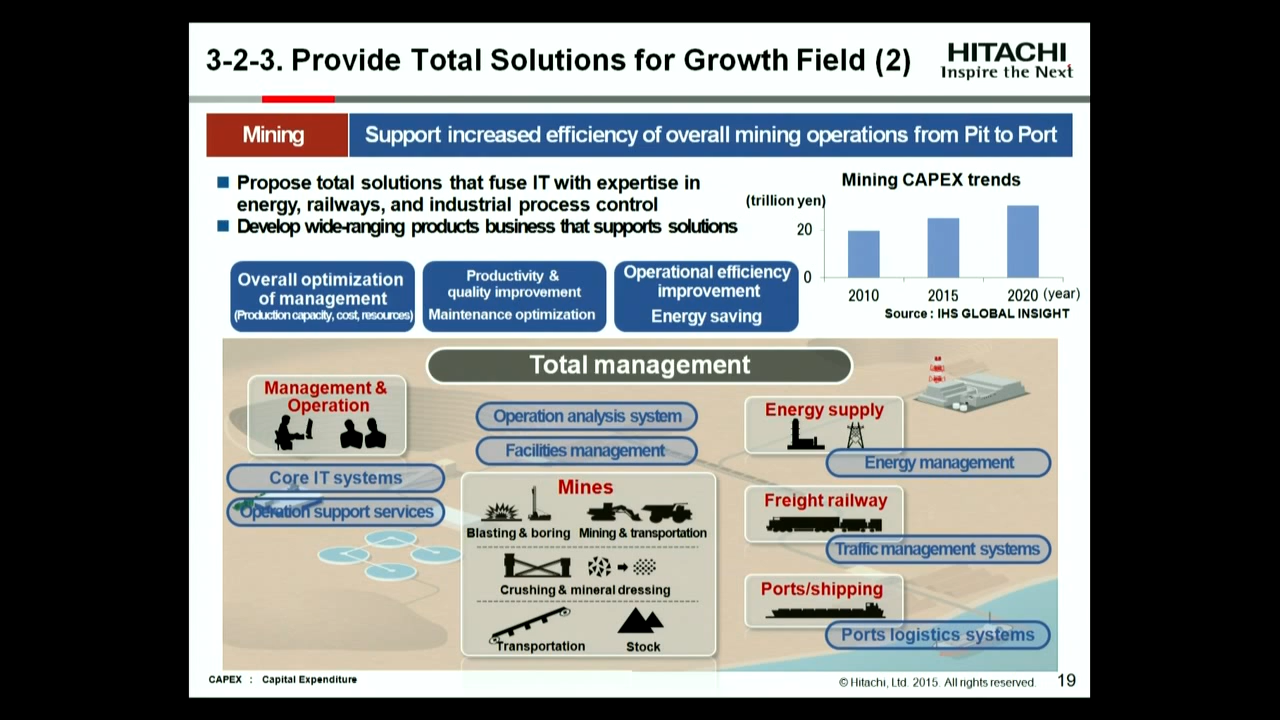 3-2-3. Provide Total Solutions for Growth Field (2)
HITACHI
Inspire the Next
Mining
Support increased efficiency of overall mining operations from Pit to Port
■ Propose total solutions that fuse IT with expertise in
energy, railways, and industrial process control
■ Develop wide-ranging products business that supports solutions
Mining CAPEX trends
(trillion yen)
20
0
2010
2015
2020
(year)
Source : IHS GLOBAL INSIGHT
Overall optimization
of management
(Production capacity, cost, resources)
Productivity &
quality improvement
Maintenance optimization
Operational efficiency
improvement
Energy saving
Total management
Management &
Operation
Core IT systems
Operation support services
Operation analysis system
Facilities management
Mines
Blasting & boring
Mining & transportation
Crushing & mineral dressing
Transportation
Stock
Energy supply
Energy management
Freight railway
Traffic management systems
Ports/shipping
Ports logistics systems
CAPEX : Capital Expenditure
© Hitachi, Ltd. 2015. All rights reserved.
19